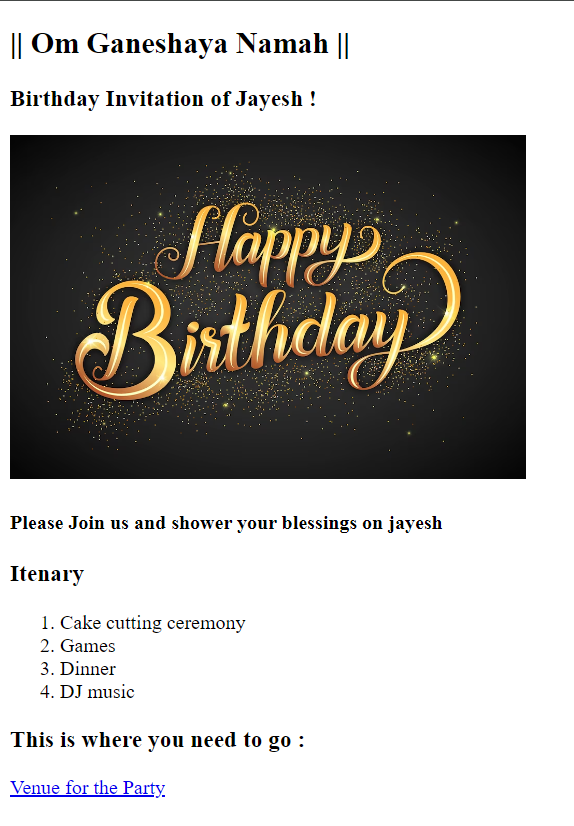 || Om Ganeshaya Namah ||
Birthday Invitation of Jayesh !
Happy
Birthday
Please Join us and shower your blessings on jayesh
Itenary
1. Cake cutting ceremony
2. Games
3. Dinner
4. DJ music
This is where you need to go :
Venue for the Party